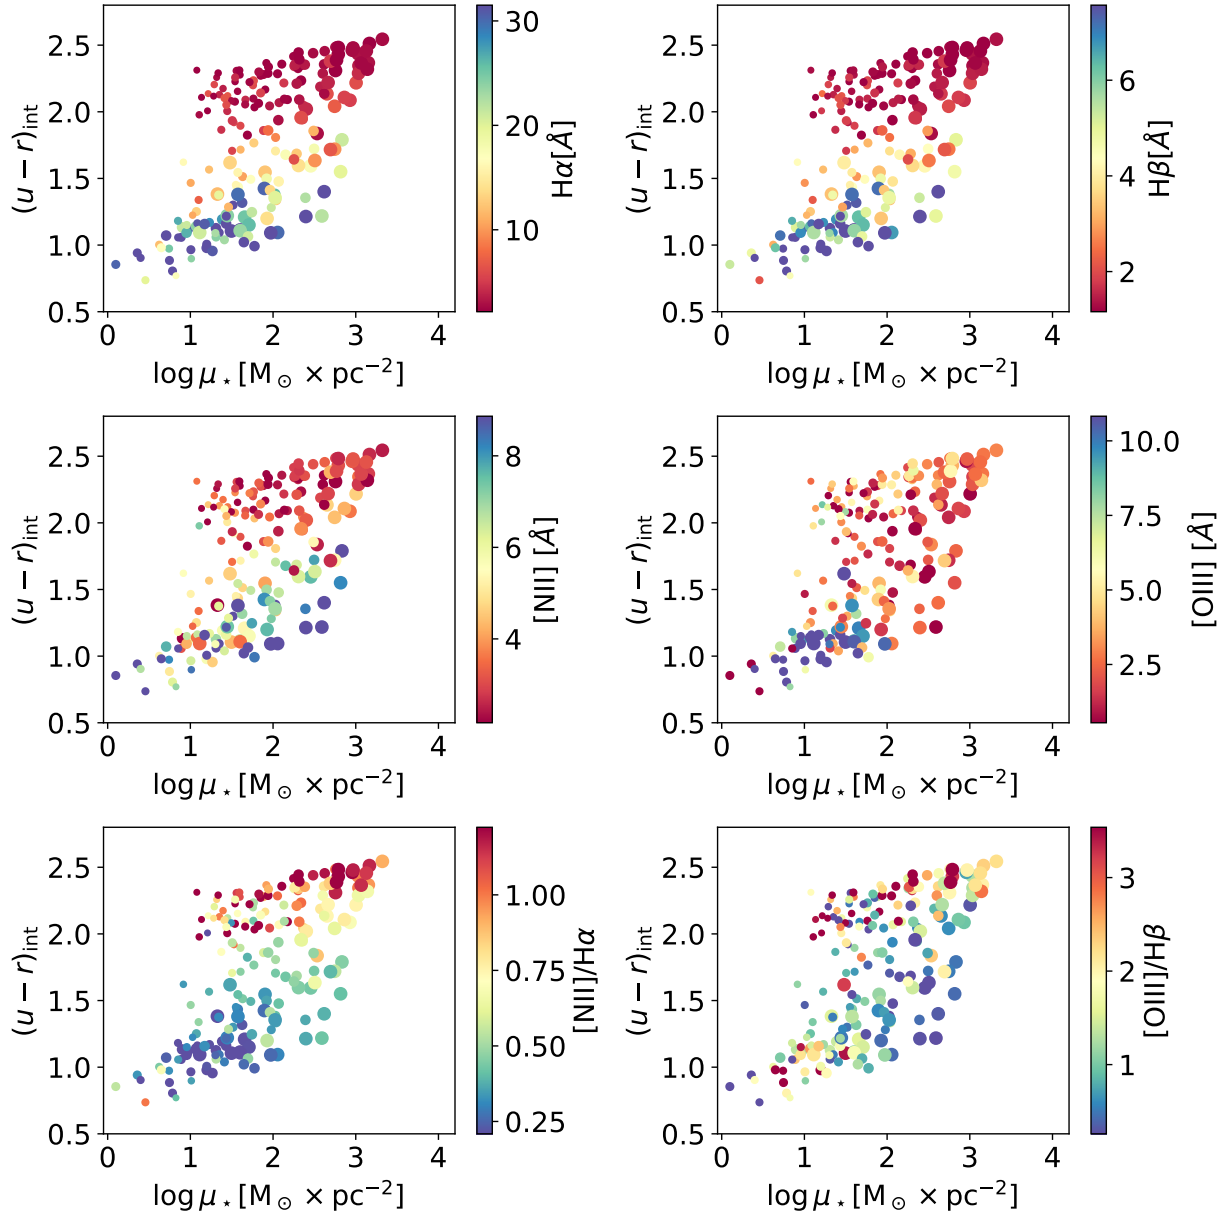 2.5
2.0
1.5
1.0
0.5
0 1 2 3 4
(u − r)int
log μ⋆ [M⊙ × pc−2]
30
20
10
Hα[Å]
2.5
2.0
1.5
1.0
0.5
0 1 2 3 4
(u − r)int
log μ⋆ [M⊙ × pc−2]
6
4
2
Hβ[Å]
2.5
2.0
1.5
1.0
0.5
0 1 2 3 4
(u − r)int
log μ⋆ [M⊙ × pc−2]
8
6
4
[NII] [Å]
2.5
2.0
1.5
1.0
0.5
0 1 2 3 4
(u − r)int
log μ⋆ [M⊙ × pc−2]
10.0
7.5
5.0
2.5
[OIII] [Å]
2.5
2.0
1.5
1.0
0.5
0 1 2 3 4
(u − r)int
log μ⋆ [M⊙ × pc−2]
1.00
0.75
0.50
0.25
[NII]/Hα
2.5
2.0
1.5
1.0
0.5
0 1 2 3 4
(u − r)int
log μ⋆ [M⊙ × pc−2]
3
2
1
[OIII]/Hβ